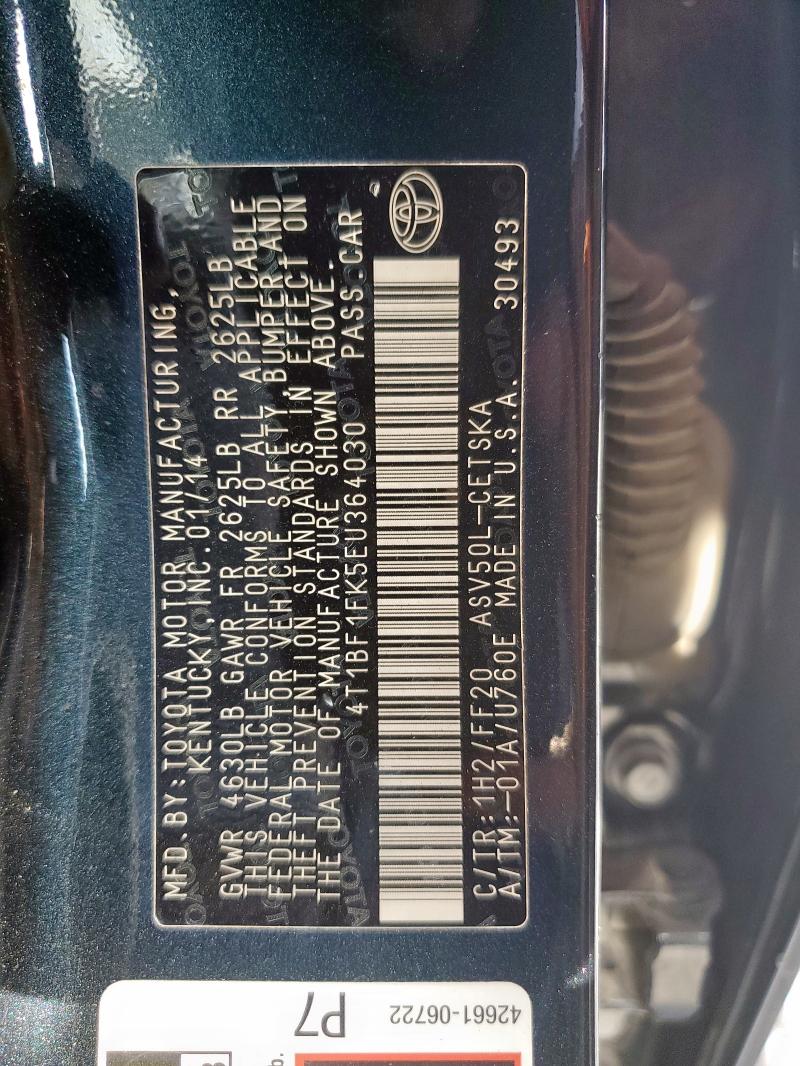 MFD.BY:TOYOTA MOTOR MANUFACTURING,
KENTUCKY,INC.01/14
GVWR 4630LB GAWR FR 2625LB RR 2625LB
THIS VEHICLE CONFORMS TO ALL APPLICABLE
FEDERAL MOTOR VEHICLE SAFETY BUMPER AND
THEFT PREVENTION STANDARDS IN EFFECT ON
THE DATE OF MANUFACTURE SHOWN ABOVE.
4T1BF1FK5EU364030 PASS.CAR
C/TR:1H2/FF20 ASV50L-CETSKA
A/TM:-01A/U760E MADE IN U.S.A. 30493
42661-06722
P7